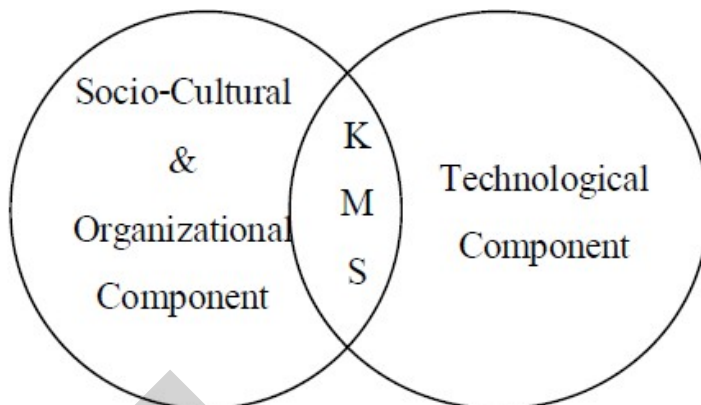 Socio-Cultural
&
Organizational
Component
K
M
S
Technological
Component